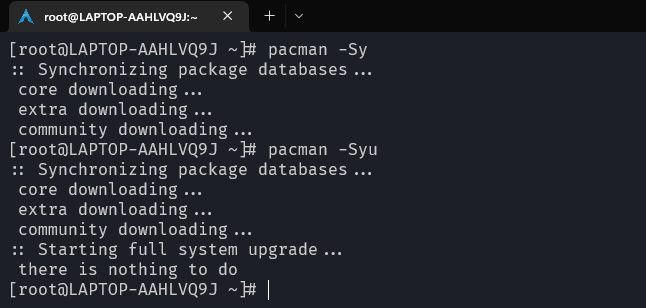 root@LAPTOP-AAHLVQ9J:~
[root@LAPTOP-AAHLVQ9J ~]# pacman -Sy
:: Synchronizing package databases...
core downloading...
extra downloading...
community downloading...
[root@LAPTOP-AAHLVQ9J ~]# pacman -Syu
:: Synchronizing package databases...
core downloading...
extra downloading...
community downloading...
:: Starting full system upgrade...
there is nothing to do
[root@LAPTOP-AAHLVQ9J ~]#